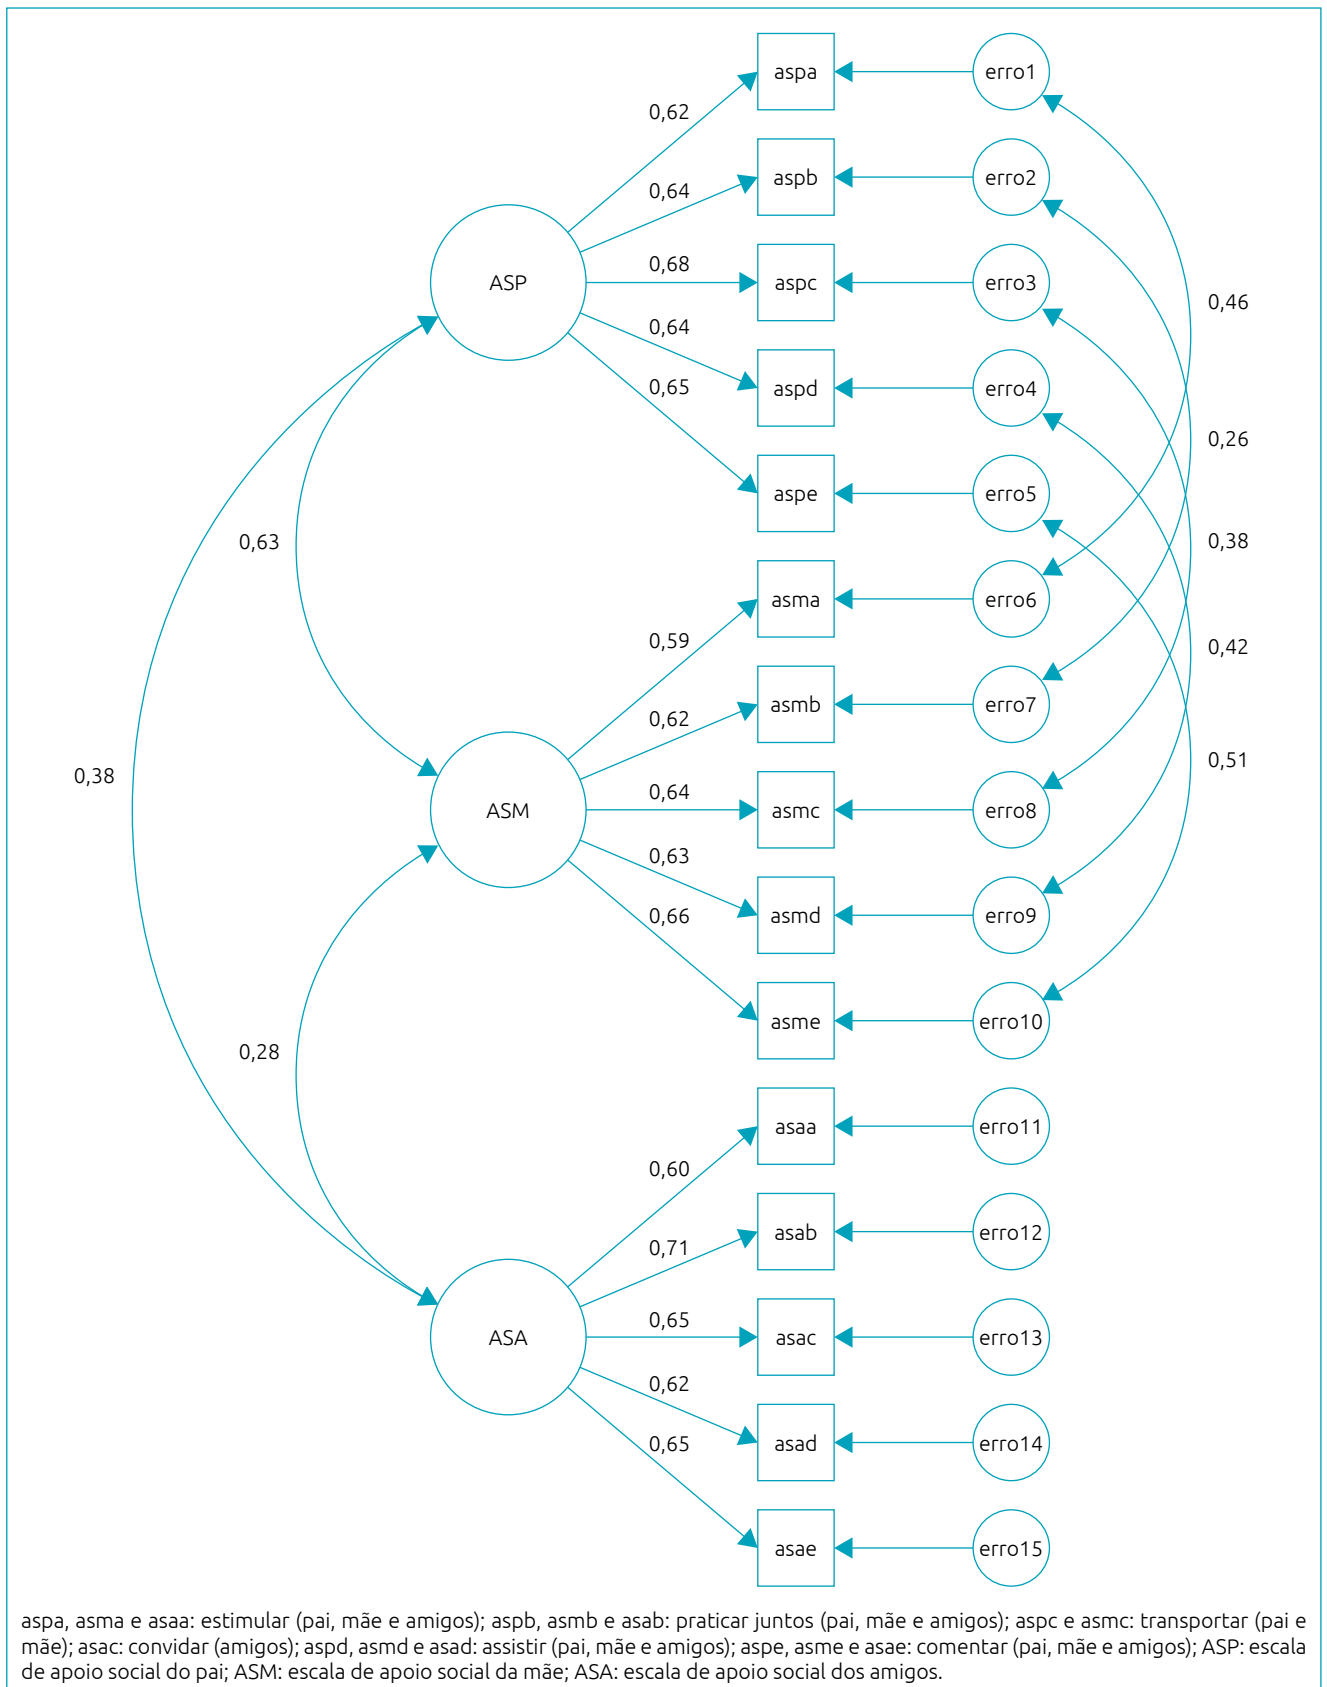 aspa
erro1
0,62
aspb
erro2
0,64
0,68
ASP
aspc
erro3
0,46
0,64
0,65
aspd
erro4
0,26
aspe
erro5
0,63
0,38
asma
erro6
0,59
0,42
asmb
erro7
0,62
0,51
0,38
0,64
ASM
asmc
erro8
0,63
0,66
asmd
erro9
asme
erro10
0,28
asaa
erro11
0,60
asab
erro12
0,71
0,65
ASA
asac
erro13
0,62
0,65
asad
erro14
asae
erro15
aspa, asma e asaa: estimular (pai, mãe e amigos); aspb, asmb e asab: praticar juntos (pai, mãe e amigos); aspc e asmc: transportar (pai e
mãe); asac: convidar (amigos); aspd, asmd e asad: assistir (pai, mãe e amigos); aspe, asme e asae: comentar (pai, mãe e amigos); ASP: escala
de apoio social do pai; ASM: escala de apoio social da mãe; ASA: escala de apoio social dos amigos.